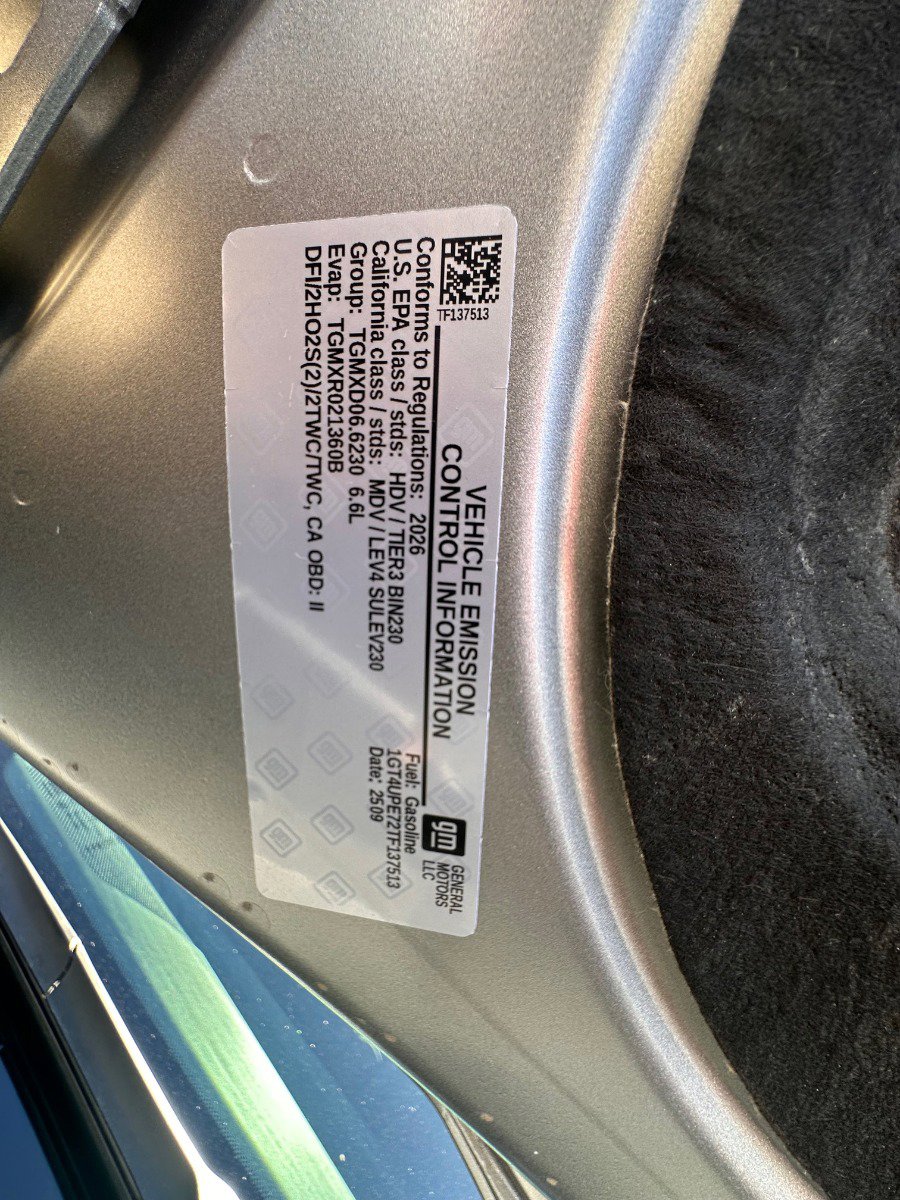 TF137513
VEHICLE EMISSION
CONTROL INFORMATION
gm
GENERAL
MOTORS
LLC
Conforms to Regulations: 2026
U.S. EPA class / stds: HDV / TIER3 BIN230
California class / stds: MDV / LEV4 SULEV230
Group: TGMXD06.6230 6.6L
Evap: TGMXR021360B
DFI/2HO2S(2)/2TWC/TWC, CA OBD: II
Fuel: Gasoline
1GT4UPE72TF137513
Date: 2509